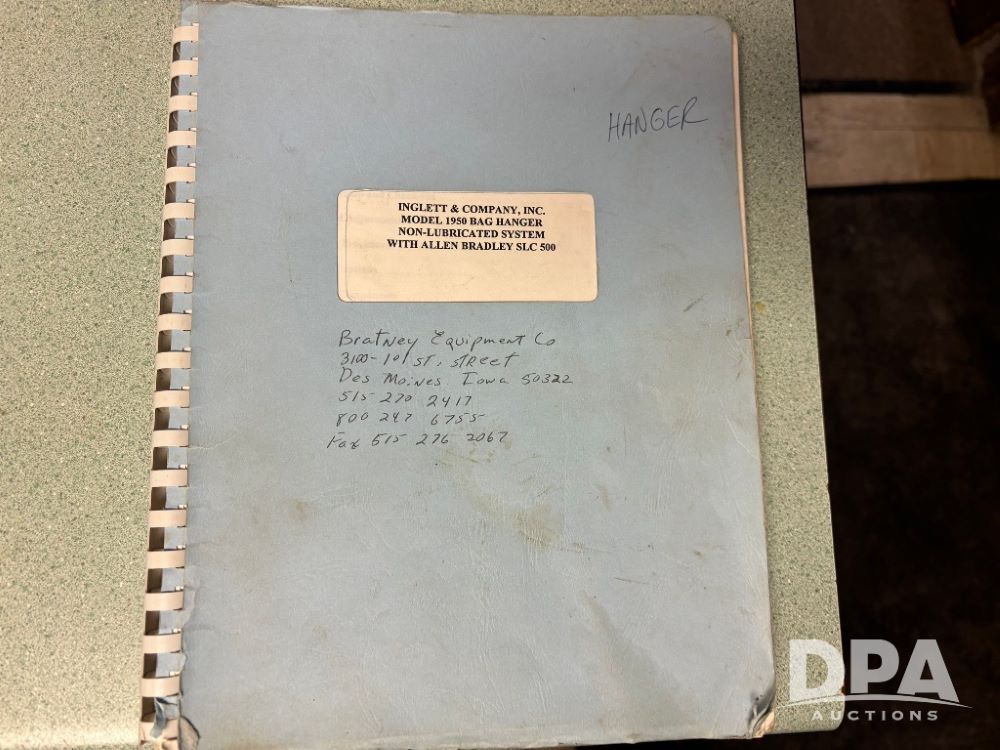 HANGER
INGLETT & COMPANY, INC.
MODEL 1950 BAG HANGER
NON-LUBRICATED SYSTEM
WITH ALLEN BRADLEY SLC 500
Bratney Equipment Co
3100-101 ST. STReet
Des Moines. Iowa 50322
515 270 2417
800 247 6755
Fax 515 276 2067
DPA
AUCTIONS